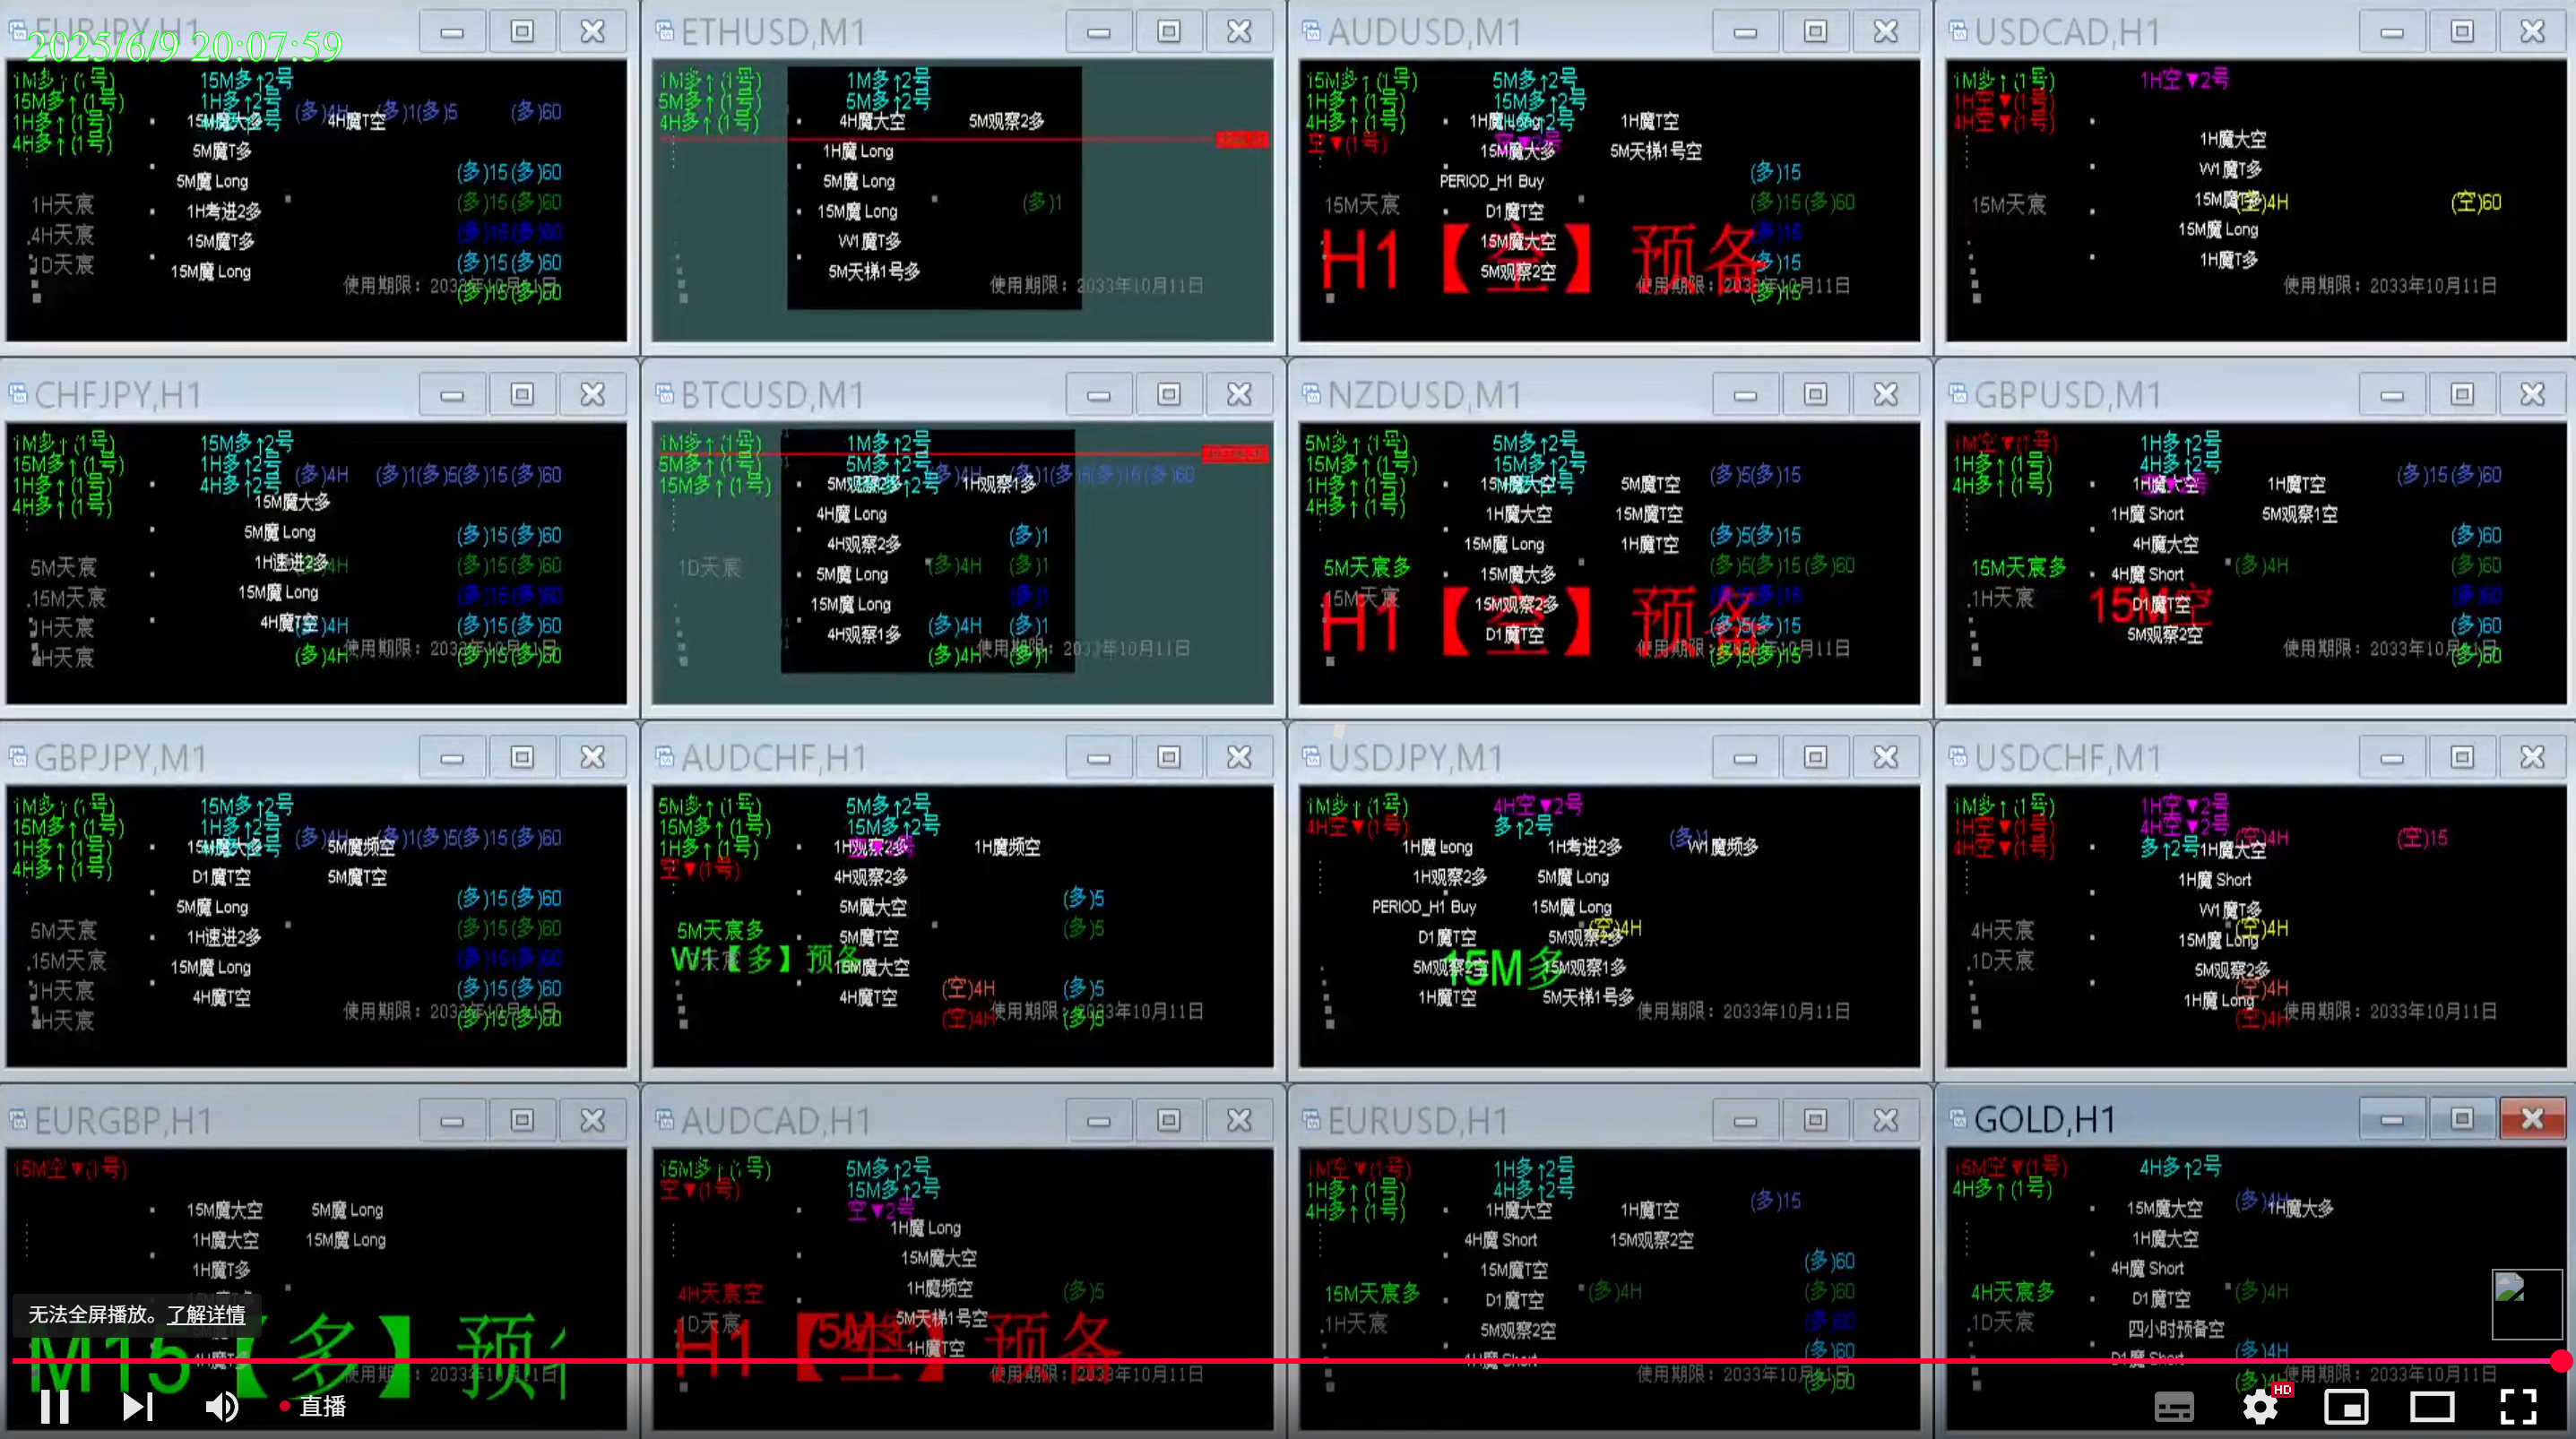 EURJPY,H1
2025/6/9 20:07:59
1M多↑(1号)
15M多↑2号
15M多↑(1号)
1H多↑2号
(多)4H
(多)1(多)5
(多)60
1H多↑(1号)
15M魔大多
4H魔T空
4H多↑(1号)
5M魔T多
(多)15(多)60
5M魔 Long
1H天宸
1H考进2多
(多)15(多)60
4H天宸
15M魔T多
(多)15(多)60
1D天宸
15M魔 Long
(多)15(多)60
使用期限：2033年10月11日
(多)15(多)60
ETHUSD,M1
1M多↑(1号)
1M多↑2号
5M多↑(1号)
5M多↑2号
4H多↑(1号)
4H魔大空
5M观察2多
1H魔 Long
5M魔 Long
15M魔 Long
(多)1
W1魔T多
5M天梯1号多
使用期限：2033年10月11日
AUDUSD,M1
15M多↑(1号)
5M多↑2号
1H多↑(1号)
15M多↑2号
4H多↑(1号)
1H魔 Long
1H魔T空
空▼(1号)
15M魔大多
5M天梯1号空
PERIOD_H1 Buy
(多)15
15M天宸
D1魔T空
(多)15(多)60
H1【空】预备
15M魔大空
(多)15
5M观察2空
(多)15
使用期限：2033年10月11日
(多)15
USDCAD,H1
1M多↑(1号)
1H空▼2号
1H空▼(1号)
4H空▼(1号)
1H魔大空
W1魔T多
15M天宸
15M魔T多
(空)4H
(空)60
15M魔 Long
1H魔T多
使用期限：2033年10月11日
CHFJPY,H1
1M多↑(1号)
15M多↑2号
15M多↑(1号)
1H多↑2号
(多)4H
(多)1(多)5(多)15(多)60
1H多↑(1号)
4H多↑2号
4H多↑(1号)
15M魔大多
5M魔 Long
(多)15(多)60
5M天宸
1H速进2多
(多)4H
(多)15(多)60
15M天宸
15M魔 Long
(多)15(多)60
1H天宸
4H魔T空
(多)4H
(多)15(多)60
4H天宸
(多)4H
使用期限：2033年10月11日
(多)15(多)60
BTCUSD,M1
1M多↑(1号)
1M多↑2号
5M多↑(1号)
5M多↑2号
(多)4H
(多)1(多)5(多)15(多)60
15M多↑(1号)
5M观察2多
1H观察1多
4H魔 Long
4H观察2多
(多)1
1D天宸
5M魔 Long
(多)4H
(多)1
15M魔 Long
(多)1
4H观察1多
(多)4H
(多)1
(多)4H
(多)1
使用期限：2033年10月11日
NZDUSD,M1
5M多↑(1号)
5M多↑2号
15M多↑(1号)
15M多↑2号
(多)5(多)15
1H多↑(1号)
15M魔大空
5M魔T空
4H多↑(1号)
1H魔大空
15M魔T空
15M魔 Long
1H魔T空
(多)5(多)15
5M天宸多
15M魔大多
(多)5(多)15(多)60
15M天宸
H1【空】预备
15M观察2多
D1魔T空
(多)5(多)15
使用期限：2033年10月11日
(多)5(多)15
GBPUSD,M1
1M空▼(1号)
1H多↑2号
1H多↑(1号)
4H多↑2号
(多)15(多)60
4H多↑(1号)
1H魔大空
1H魔T空
1H魔 Short
5M观察1空
4H魔大空
(多)60
15M天宸多
4H魔 Short
(多)4H
(多)60
1H天宸
15M空
D1魔T空
(多)60
5M观察2空
(多)60
使用期限：2033年10月11日
(多)60
GBPJPY,M1
1M多↑(1号)
15M多↑2号
15M多↑(1号)
1H多↑2号
(多)4H
(多)1(多)5(多)15(多)60
1H多↑(1号)
15M魔大多
5M魔频空
4H多↑(1号)
D1魔T空
5M魔T空
5M魔 Long
(多)15(多)60
5M天宸
1H速进2多
(多)15(多)60
15M天宸
15M魔 Long
(多)15(多)60
1H天宸
4H魔T空
(多)15(多)60
4H天宸
使用期限：2033年10月11日
(多)15(多)60
AUDCHF,H1
5M多↑(1号)
5M多↑2号
15M多↑(1号)
15M多↑2号
1H多↑(1号)
1H观察2多
1H魔频空
空▼(1号)
4H观察2多
5M魔大空
(多)5
5M天宸多
5M魔T空
(多)5
W1【多】预备
15M魔大空
4H魔T空
(空)4H
(多)5
(空)4H
使用期限：2033年10月11日
(多)5
USDJPY,M1
1M多↑(1号)
4H空▼2号
4H空▼(1号)
多↑2号
(多)1
1H魔 Long
1H考进2多
W1魔频多
1H观察2多
5M魔 Long
PERIOD_H1 Buy
15M魔 Long
(空)4H
D1魔T空
5M观察2多
15M多
5M观察2空
15M观察1多
1H魔T空
5M天梯1号多
使用期限：2033年10月11日
USDCHF,M1
1M多↑(1号)
1H空▼2号
1H空▼(1号)
4H空▼2号
(空)4H
(空)15
4H空▼(1号)
多↑2号
1H魔大空
1H魔 Short
W1魔T多
4H天宸
15M魔 Long
(空)4H
1D天宸
5M观察2多
1H魔 Long
(空)4H
(空)4H
使用期限：2033年10月11日
EURGBP,H1
15M空▼(1号)
15M魔大空
5M魔 Long
1H魔大空
15M魔 Long
1H魔T多
无法全屏播放。了解详情
M15【多】预
使用期
AUDCAD,H1
15M多↑(1号)
5M多↑2号
空▼(1号)
15M多↑2号
空▼2号
1H魔 Long
15M魔大空
4H天宸空
1H魔频空
(多)5
1D天宸
5M天梯1号空
H1【空】预备
1H魔T空
使用期限：2033年10月11日
EURUSD,H1
1M空▼(1号)
1H多↑2号
1H多↑(1号)
4H多↑2号
(多)15
4H多↑(1号)
1H魔大空
1H魔T空
4H魔 Short
15M观察2空
15M魔T空
(多)60
15M天宸多
D1魔T空
(多)4H
(多)60
1H天宸
5M观察2空
(多)60
1H魔 Short
(多)60
使用期限：2033年10月11日
(多)60
GOLD,H1
15M空▼(1号)
4H多↑2号
4H多↑(1号)
15M魔大空
(多)4H
1H魔大多
1H魔大空
4H魔 Short
4H天宸多
D1魔T空
(多)4H
1D天宸
四小时预备空
D1魔 Short
(多)4H
使用期限：2033年10月11日
直播
HD